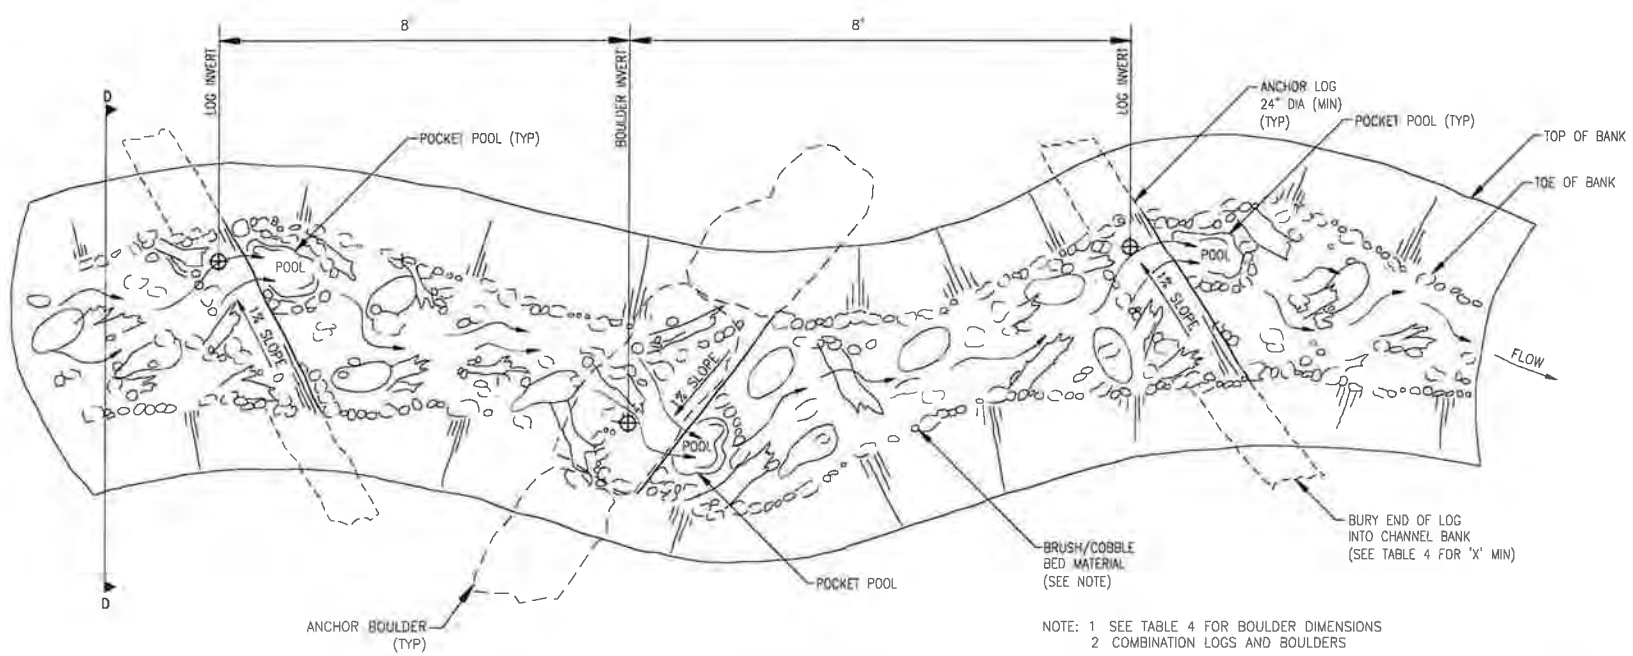 8'
8'
LOG INVERT
BOULDER INVERT
LOG INVERT
D
ANCHOR LOG
24" DIA (MIN)
(TYP)
POCKET POOL (TYP)
POCKET POOL (TYP)
TOP OF BANK
TOE OF BANK
POOL
1% SLOPE
POOL
1% SLOPE
1% SLOPE
POOL
FLOW
BURY END OF LOG
INTO CHANNEL BANK
(SEE TABLE 4 FOR 'X' MIN)
BRUSH/COBBLE
BED MATERIAL
(SEE NOTE)
POCKET POOL
D
ANCHOR BOULDER
(TYP)
NOTE: 1 SEE TABLE 4 FOR BOULDER DIMENSIONS
2 COMBINATION LOGS AND BOULDERS